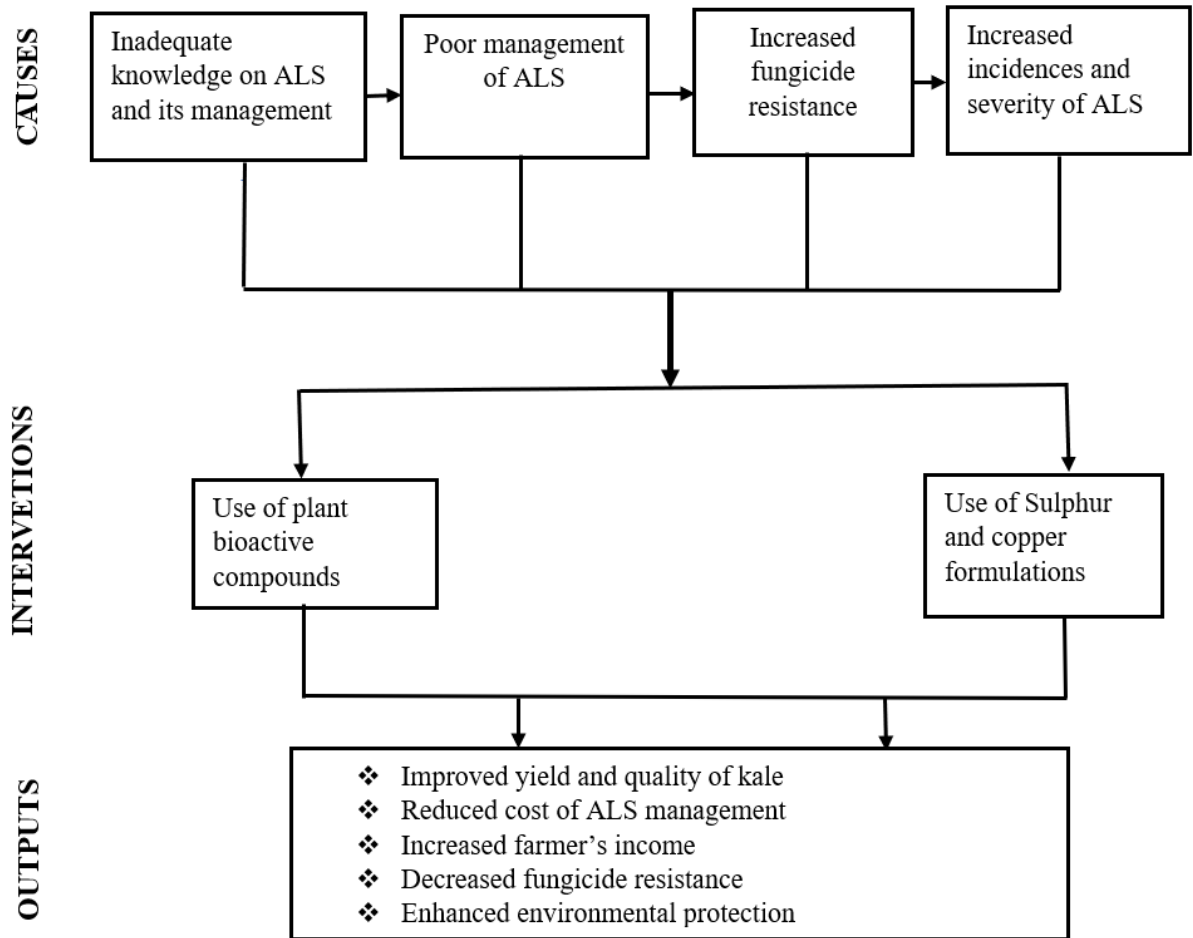 CAUSES
Inadequate
knowledge on ALS
and its management
Poor management
of ALS
Increased
fungicide
resistance
Increased
incidences and
severity of ALS
INTERVETIONS
Use of plant
bioactive
compounds
Use of Sulphur
and copper
formulations
OUTPUTS
❖ Improved yield and quality of kale
❖ Reduced cost of ALS management
❖ Increased farmer’s income
❖ Decreased fungicide resistance
❖ Enhanced environmental protection